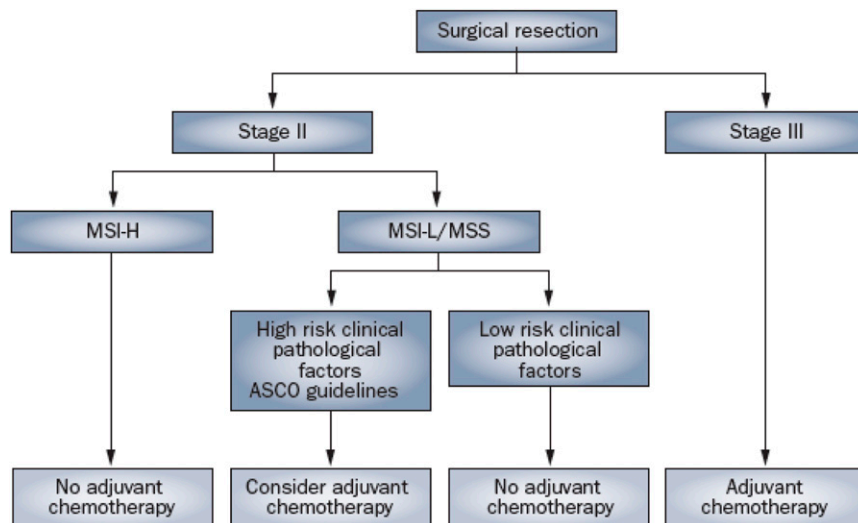 Surgical resection
Stage II
Stage III
MSI-H
MSI-L/MSS
High risk clinical
pathological
factors
ASCO guidelines
Low risk clinical
pathological
factors
No adjuvant
chemotherapy
Consider adjuvant
chemotherapy
No adjuvant
chemotherapy
Adjuvant
chemotherapy